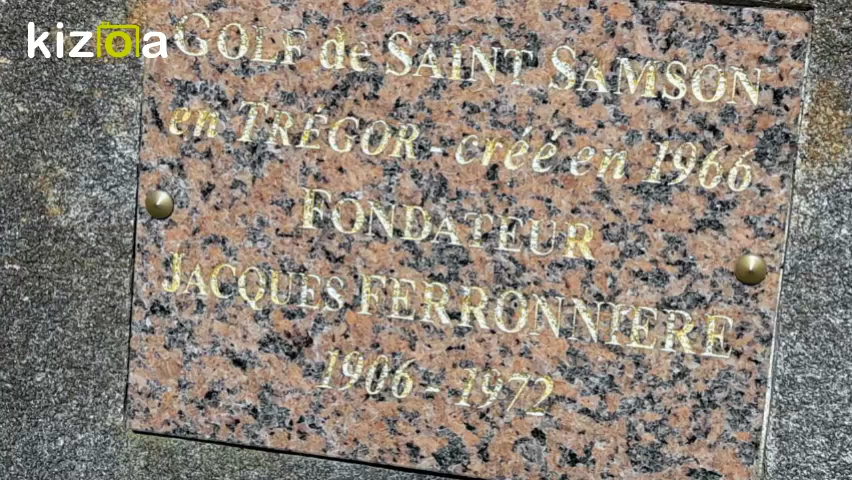 kizoa
GOLF de SAINT SAMSON
en TRÉGOR - créé en 1966
FONDATEUR
JACQUES FERRONNIERE
1906 - 1972